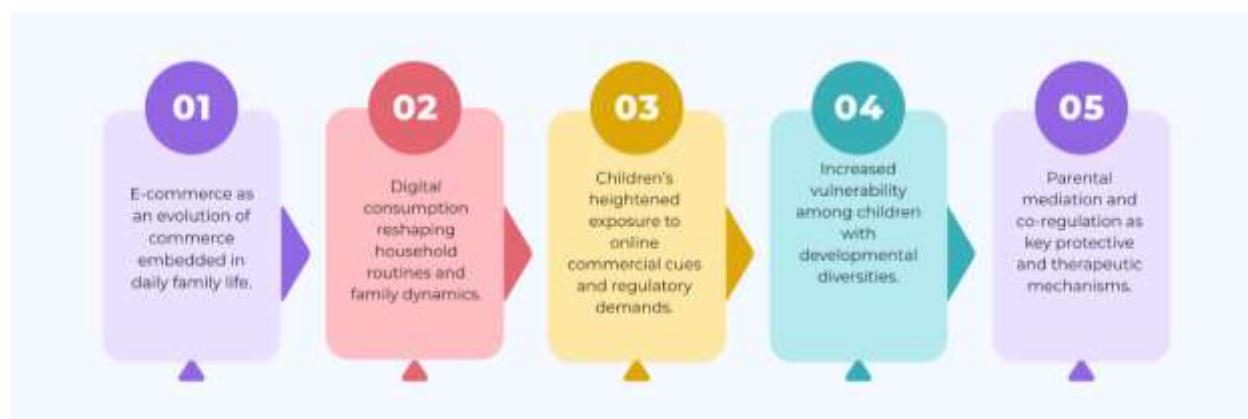 01
E-commerce as
an evolution of
commerce
embedded in
daily family life.
02
Digital
consumption
reshaping
household
routines and
family dynamics.
03
Children's
heightened
exposure to
online
commercial cues
and regulatory
demands.
04
Increased
vulnerability
among children
with
developmental
diversities.
05
Parental
mediation and
co-regulation as
key protective
and therapeutic
mechanisms.